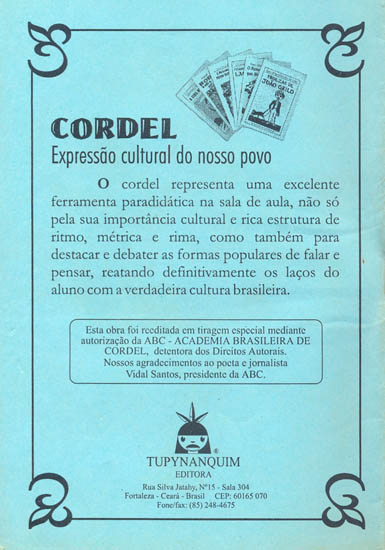 JOÃO GRILO
CORDEL
Expressão cultural do nosso povo
O cordel representa uma excelente
ferramenta paradidática na sala de aula, não só
pela sua importância cultural e rica estrutura de
ritmo, métrica e rima, como também para
destacar e debater as formas populares de falar e
pensar, reatando definitivamente os laços do
aluno com a verdadeira cultura brasileira.
Esta obra foi reeditada em tiragem especial mediante
autorização da ABC - ACADEMIA BRASILEIRA DE
CORDEL, detentora dos Direitos Autorais.
Nossos agradecimentos ao poeta e jornalista
Vidal Santos, presidente da ABC.
®
TUPYNANQUIM
EDITORA
Rua Silva Jatahy, Nº15 - Sala 304
Fortaleza - Ceará - Brasil CEP: 60165 070
Fone/fax: (85) 248-4675